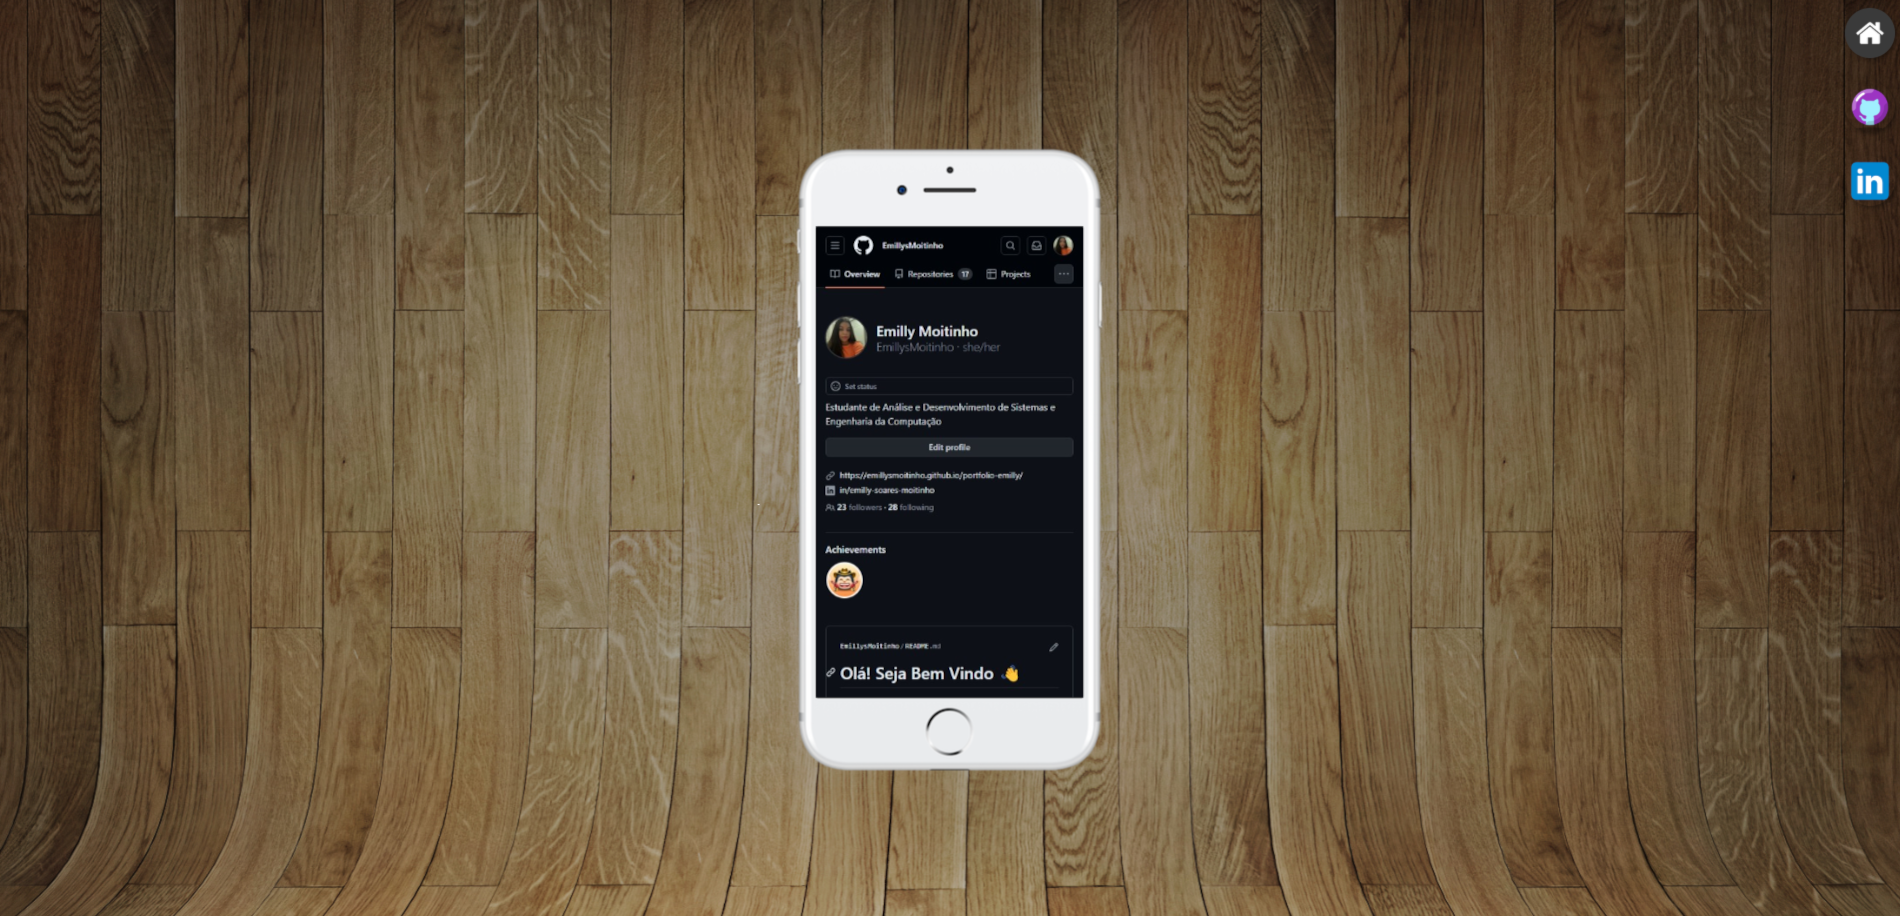 EmillysMoitinho
Overview Repositories 17 Projects
Emilly Moitinho
EmillysMoitinho · she/her
Set status
Estudante de Análise e Desenvolvimento de Sistemas e
Engenharia da Computação
Edit profile
https://emillysmoitinho.github.io/portfolio-emilly/
in/emilly-soares-moitinho
23 followers · 28 following
Achievements
EmillysMoitinho / README.md
Olá! Seja Bem Vindo 👋
in